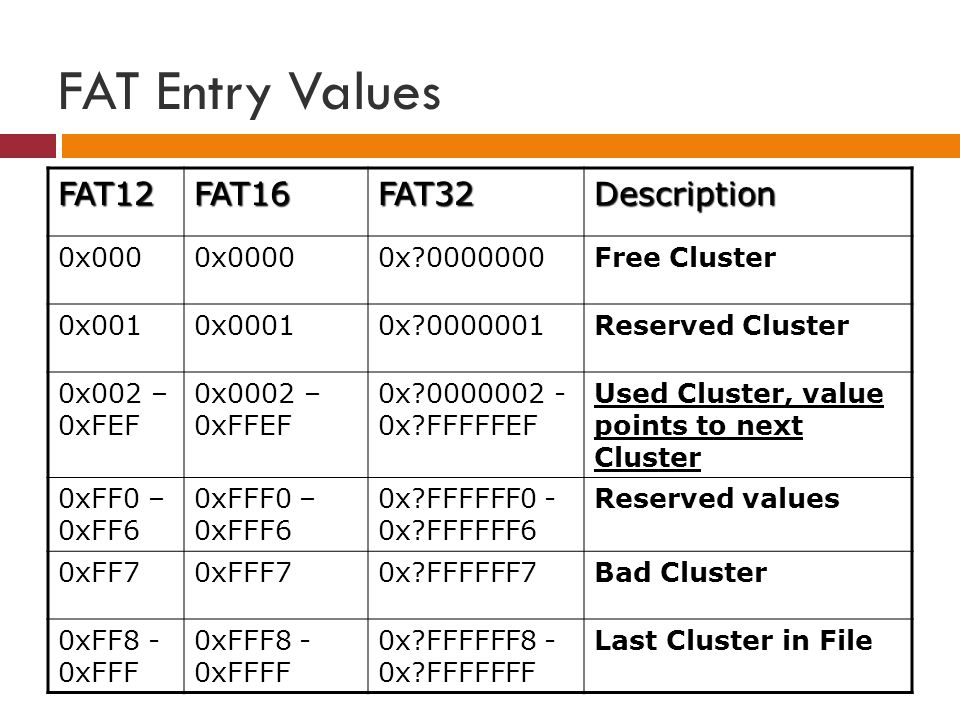 FAT Entry Values
FAT12 FAT16 FAT32 Description
0x000 0x0000 0x?0000000 Free Cluster
0x001 0x0001 0x?0000001 Reserved Cluster
0x002 – 0x0002 – 0x?0000002 - Used Cluster, value
0xFEF 0xFFEF 0x?FFFFFEF points to next
Cluster
0xFF0 – 0xFFF0 – 0x?FFFFFF0 - Reserved values
0xFF6 0xFFF6 0x?FFFFFF6
0xFF7 0xFFF7 0x?FFFFFF7 Bad Cluster
0xFF8 - 0xFFF8 - 0x?FFFFFF8 - Last Cluster in File
0xFFF 0xFFFF 0x?FFFFFFF